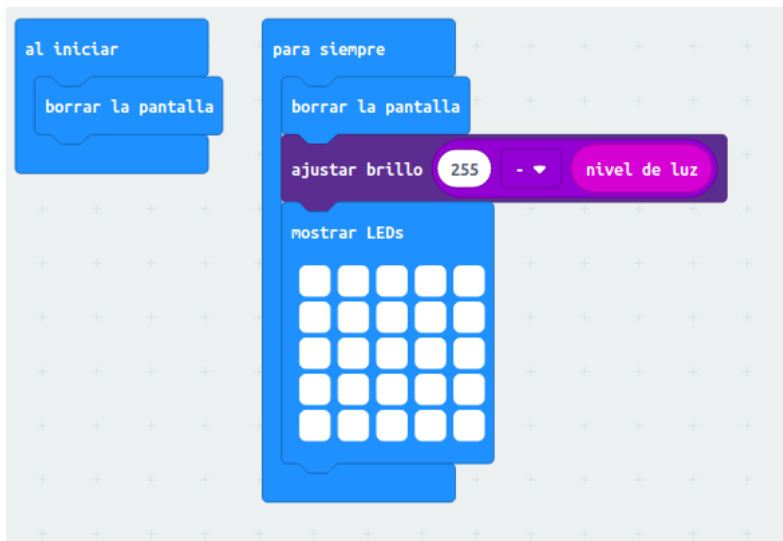 al iniciar
borrar la pantalla
para siempre
borrar la pantalla
ajustar brillo 255 - nivel de luz
mostrar LEDs